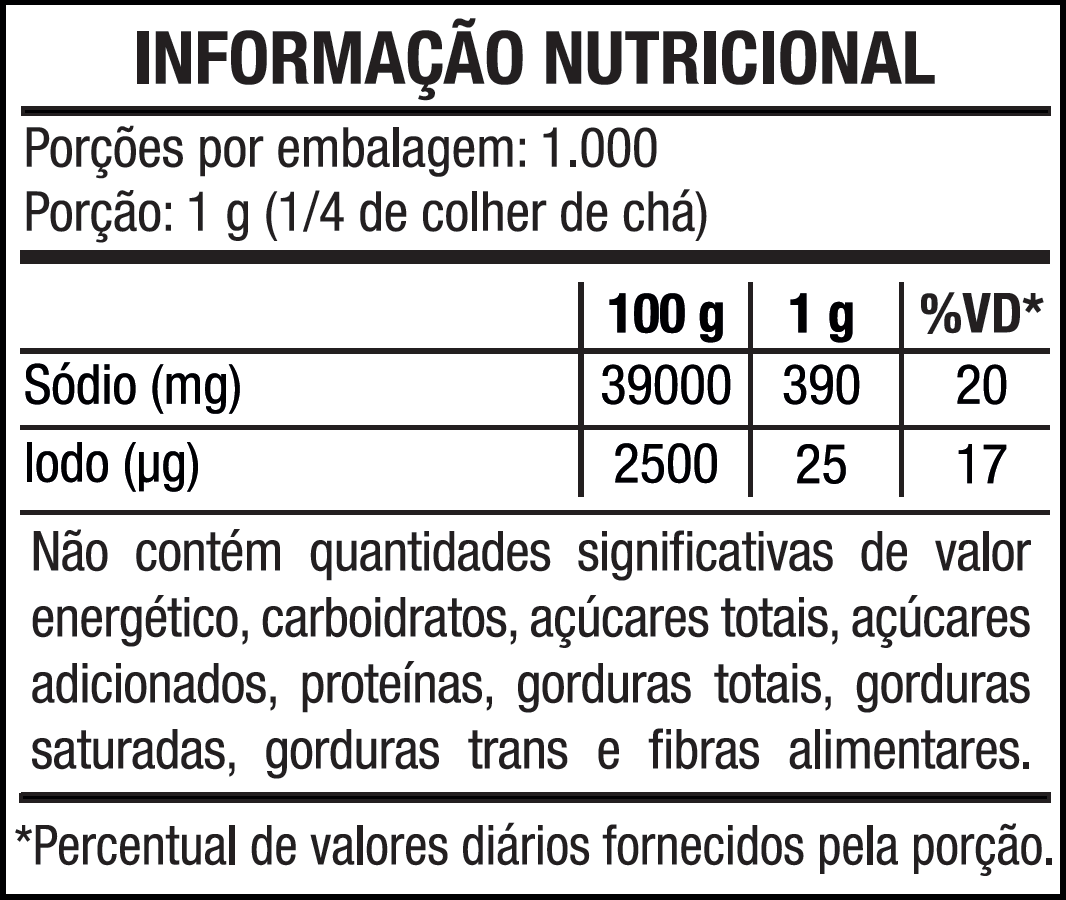 INFORMAÇÃO NUTRICIONAL
Porções por embalagem: 1.000
Porção: 1 g (1/4 de colher de chá)
100 g 1 g %VD*
Sódio (mg) 39000 390 20
Iodo (µg) 2500 25 17
Não contém quantidades significativas de valor
energético, carboidratos, açúcares totais, açúcares
adicionados, proteínas, gorduras totais, gorduras
saturadas, gorduras trans e fibras alimentares.
*Percentual de valores diários fornecidos pela porção.